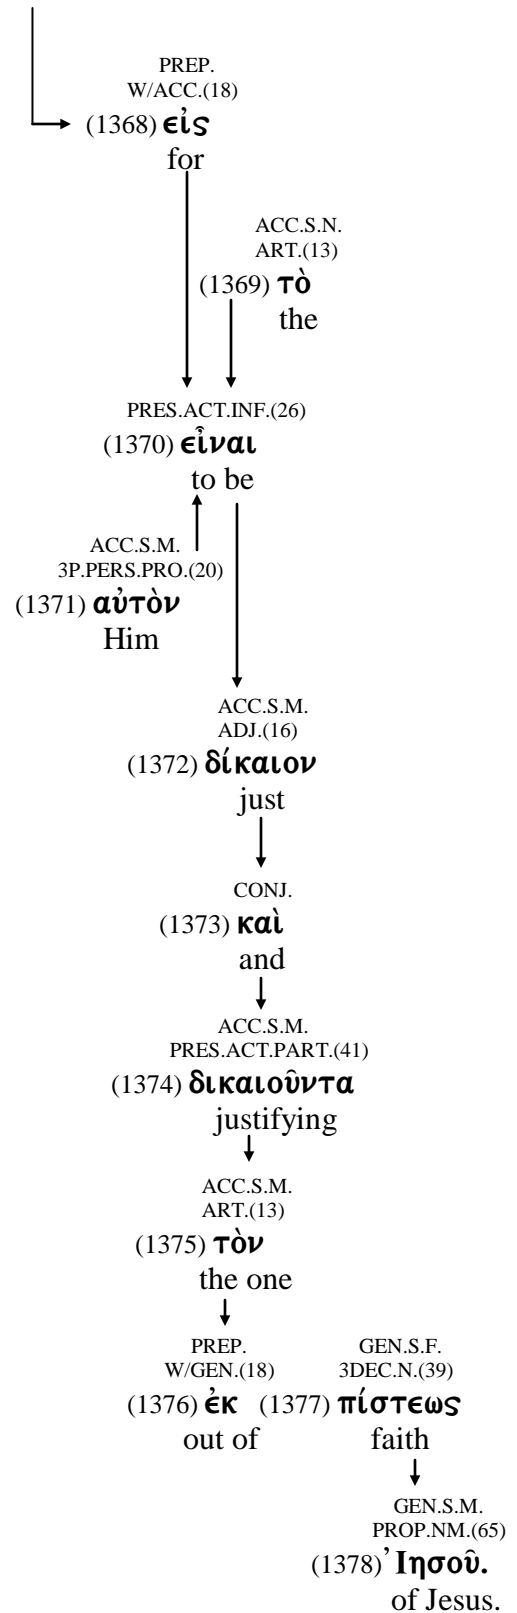 PREP.
W/ACC.(18)
(1368) εἰς
for
ACC.S.N.
ART.(13)
(1369) τὸ
the
PRES.ACT.INF.(26)
(1370) εἶναι
to be
ACC.S.M.
3P.PERS.PRO.(20)
(1371) αὐτὸν
Him
ACC.S.M.
ADJ.(16)
(1372) δίκαιον
just
CONJ.
(1373) καὶ
and
ACC.S.M.
PRES.ACT.PART.(41)
(1374) δικαιοῦντα
justifying
ACC.S.M.
ART.(13)
(1375) τὸν
the one
PREP. GEN.S.F.
W/GEN.(18) 3DEC.N.(39)
(1376) ἐκ (1377) πίστεως
out of faith
GEN.S.M.
PROP.NM.(65)
(1378) Ἰησοῦ.
of Jesus.